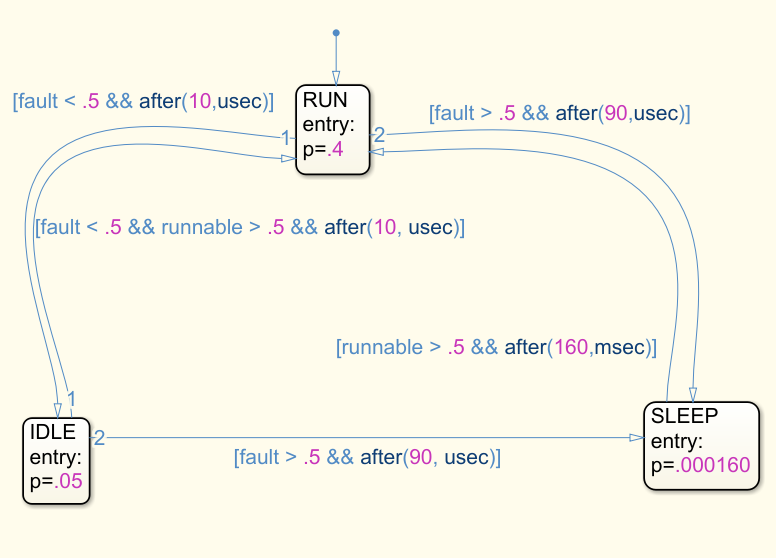 [fault < .5 && after(10,usec)]
RUN
entry:
p=.4
1
2
[fault > .5 && after(90,usec)]
[fault < .5 && runnable > .5 && after(10, usec)]
[runnable > .5 && after(160,msec)]
1
IDLE
entry:
p=.05
2
[fault > .5 && after(90, usec)]
SLEEP
entry:
p=.000160